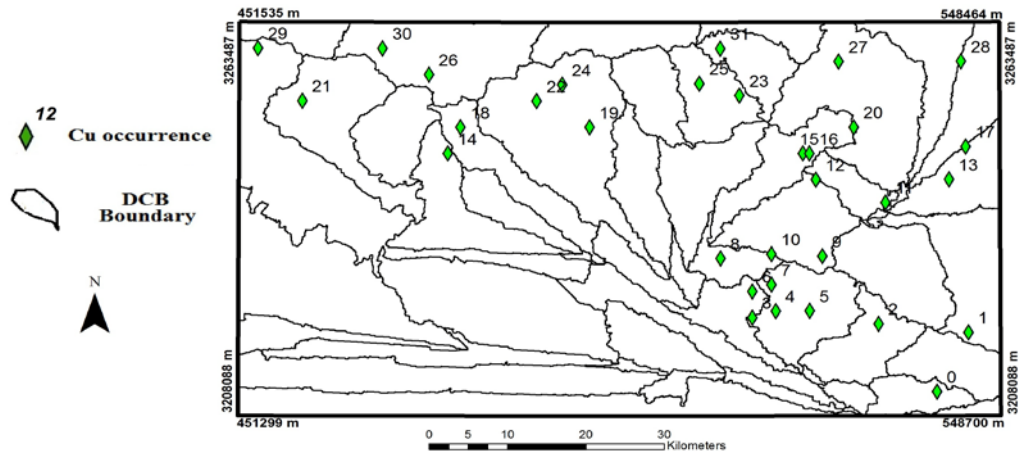 451535 m
548464 m
3263487 m
3263487 m
29
30
31
27
28
26
24
25
21
22
23
12
Cu occurrence
18
19
20
14
15
16
17
12
13
DCB
Boundary
8
10
9
7
6
N
3
4
5
2
1
0
3208088 m
3208088 m
451299 m
548700 m
0
5
10
20
30
Kilometers